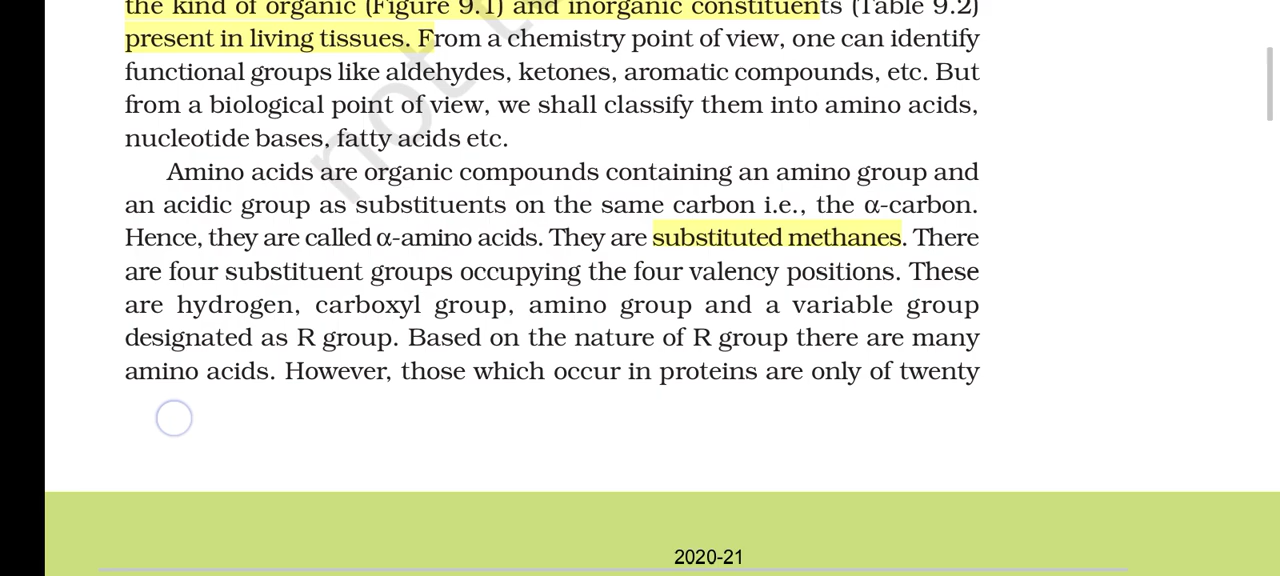 the kind of organic (Figure 9.1) and inorganic constituents (Table 9.2)
present in living tissues. From a chemistry point of view, one can identify
functional groups like aldehydes, ketones, aromatic compounds, etc. But
from a biological point of view, we shall classify them into amino acids,
nucleotide bases, fatty acids etc.
Amino acids are organic compounds containing an amino group and
an acidic group as substituents on the same carbon i.e., the α-carbon.
Hence, they are called α-amino acids. They are substituted methanes. There
are four substituent groups occupying the four valency positions. These
are hydrogen, carboxyl group, amino group and a variable group
designated as R group. Based on the nature of R group there are many
amino acids. However, those which occur in proteins are only of twenty
not
2020-21